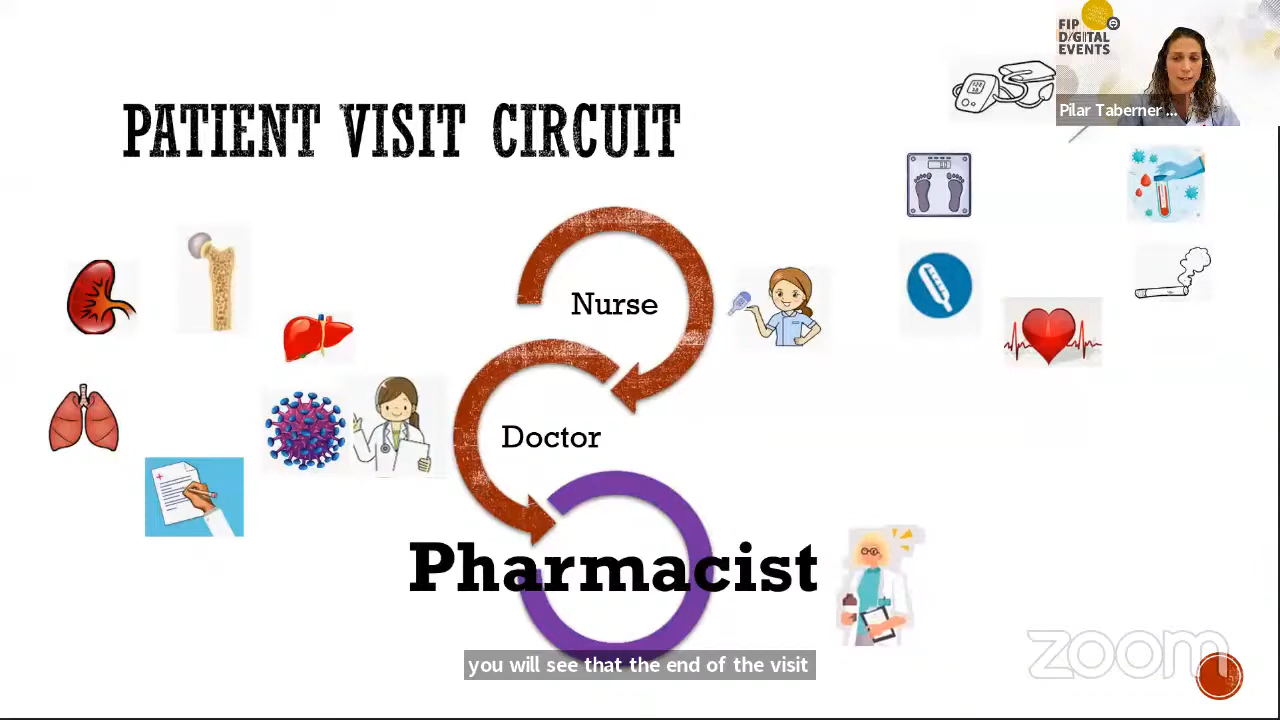 FIP
DIGITAL
EVENTS
Pilar Taberner ...
PATIENT VISIT CIRCUIT
Nurse
Doctor
Pharmacist
you will see that the end of the visit
zoom